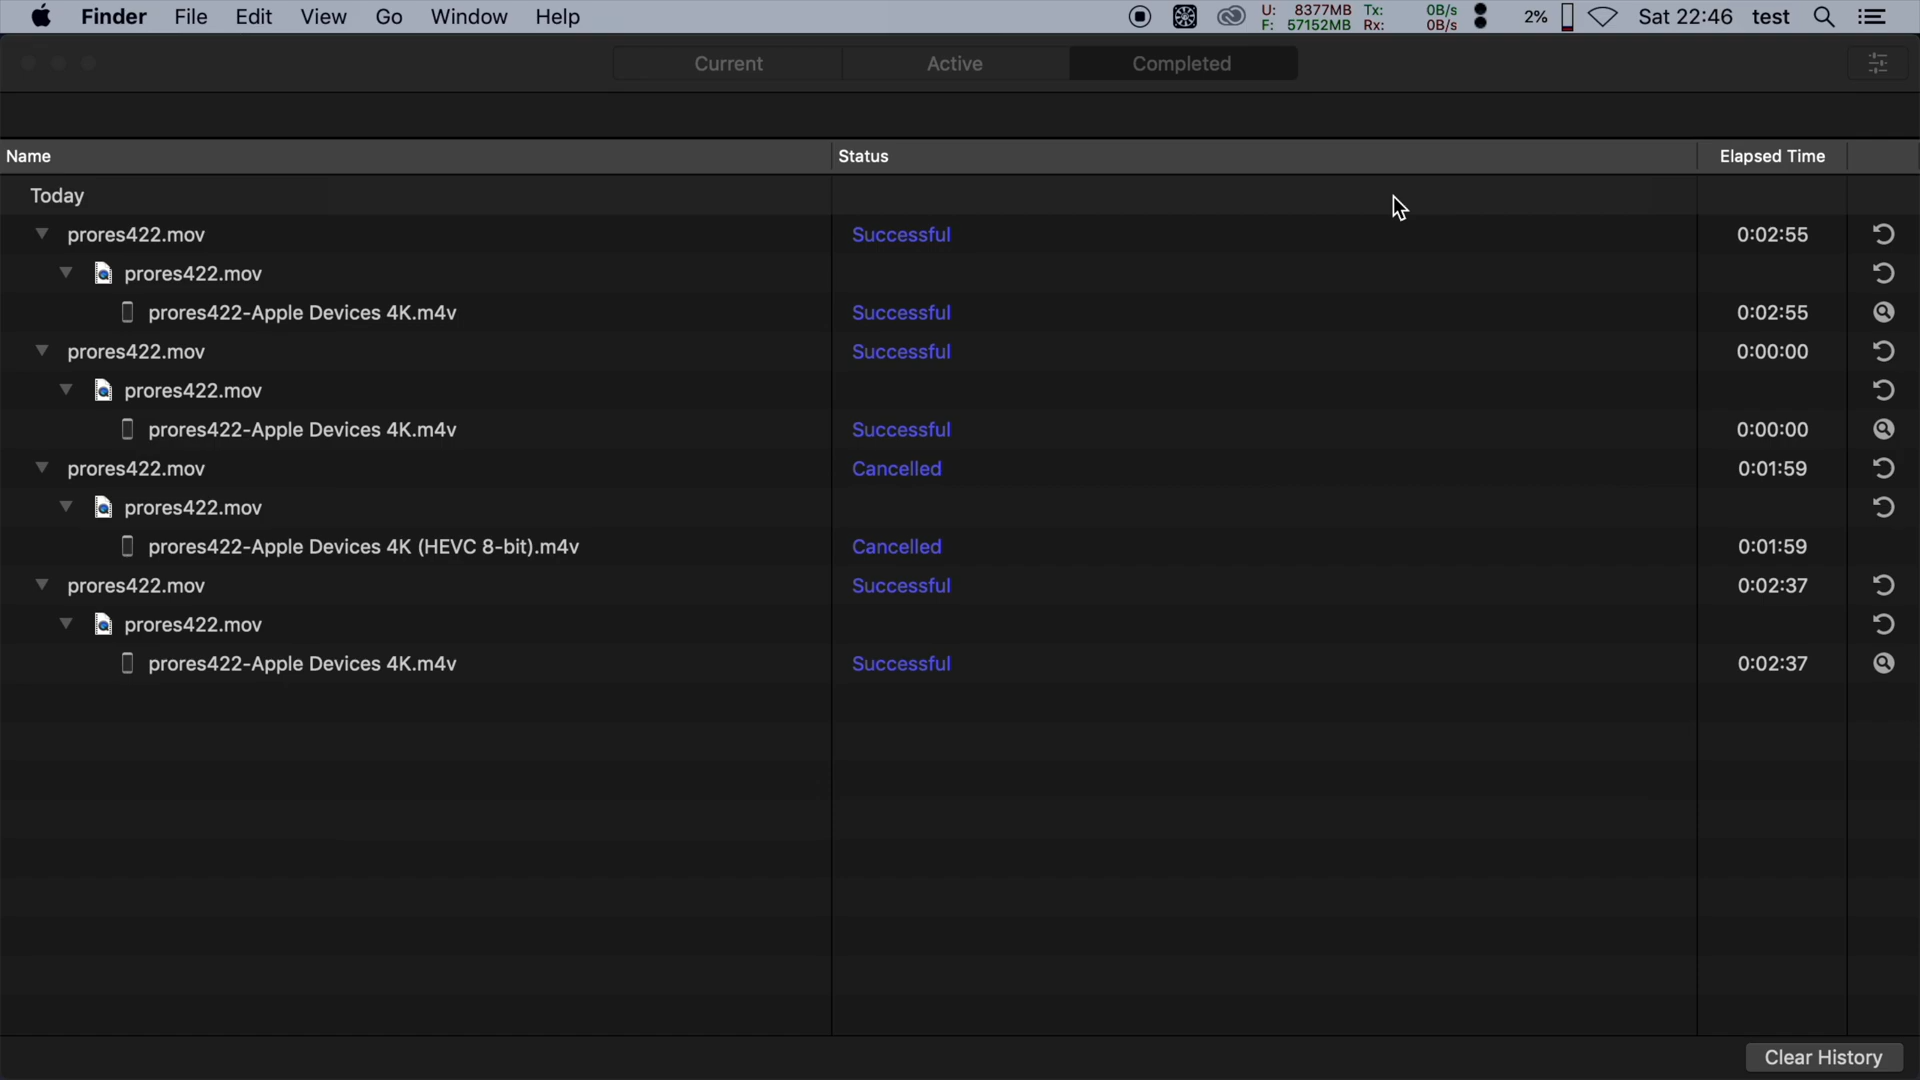 Finder File Edit View Go Window Help U: 8377MB Tx: 0B/s 2% Sat 22:46 test
F: 57152MB Rx: 0B/s
Current Active Completed
Name Status Elapsed Time
Today
prores422.mov Successful 0:02:55
prores422.mov
prores422-Apple Devices 4K.m4v Successful 0:02:55
prores422.mov Successful 0:00:00
prores422.mov
prores422-Apple Devices 4K.m4v Successful 0:00:00
prores422.mov Cancelled 0:01:59
prores422.mov
prores422-Apple Devices 4K (HEVC 8-bit).m4v Cancelled 0:01:59
prores422.mov Successful 0:02:37
prores422.mov
prores422-Apple Devices 4K.m4v Successful 0:02:37
Clear History